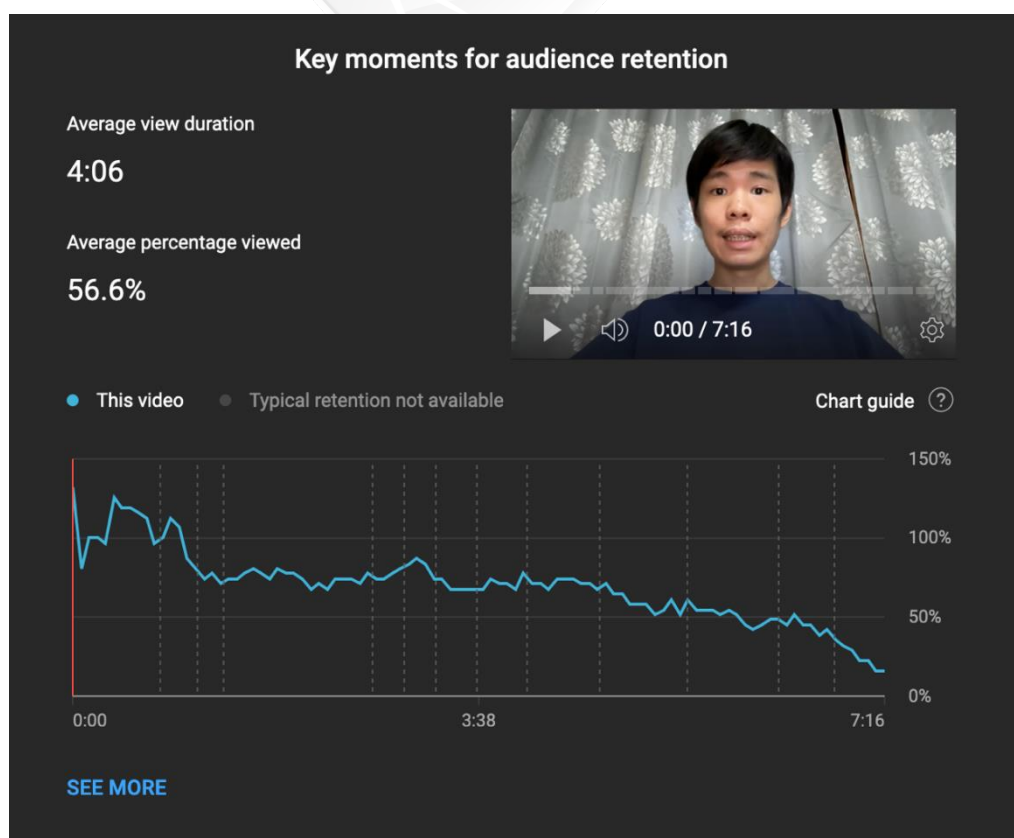 Key moments for audience retention
Average view duration
4:06
Average percentage viewed
56.6%
0:00 / 7:16
This video
Typical retention not available
Chart guide ?
150%
100%
50%
0%
0:00
3:38
7:16
SEE MORE